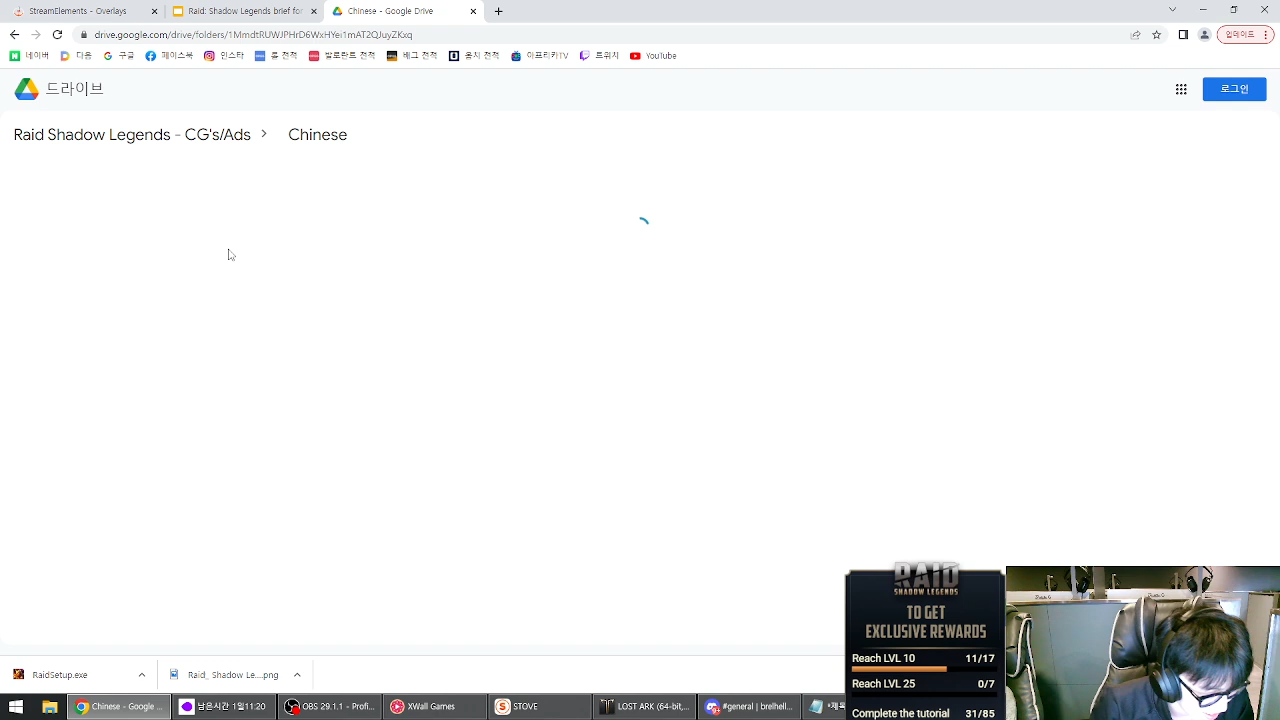 StreamElements - Overlays
Raid: Shadow Legends brief for
Chinese - Google Drive
drive.google.com/drive/folders/1MmdtRUWJPHrD6WxHYei1mAT2QJuyZKxq
업데이트
네이버 다음 구글 페이스북 인스타 롤 전적 발로란트 전적 배그 전적 옵치 전적 아프리카TV 트위치 YouTube
드라이브
로그인
Raid Shadow Legends - CG's/Ads > Chinese
RAID
SHADOW LEGENDS
TO GET
EXCLUSIVE REWARDS
Reach LVL 10 11/17
Reach LVL 25 0/7
Complete the tutorial 31/85
RaidSetup.exe
Raid_ Shadow Le....png
Chinese - Google ...
OBS 29.1.1 - Profi...
XWall Games
STOVE
LOST ARK (64-bit,...
#general | brelhell...